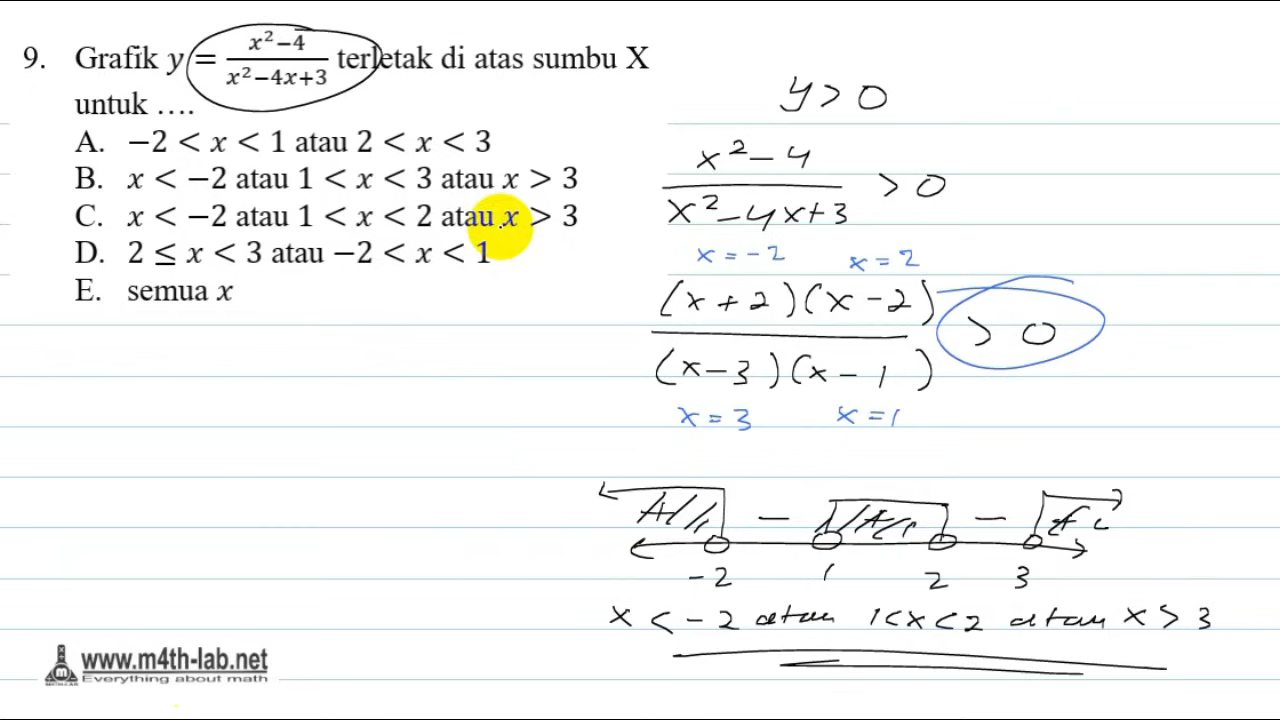 9. Grafik y = \frac{x²−4}{x²−4x+3} terletak di atas sumbu X
untuk ….
A. −2 < x < 1 atau 2 < x < 3
B. x < −2 atau 1 < x < 3 atau x > 3
C. x < −2 atau 1 < x < 2 atau x > 3
D. 2 ≤ x < 3 atau −2 < x < 1
E. semua x
y > 0
\frac{x² − 4}{x² − 4x + 3} > 0
x = −2 x = 2
\frac{(x + 2)(x − 2)}{(x − 3)(x − 1)} > 0
x = 3 x = 1
− −
−2 1 2 3
x < −2 atau 1 < x < 2 atau x > 3
www.m4th-lab.net
Everything about math